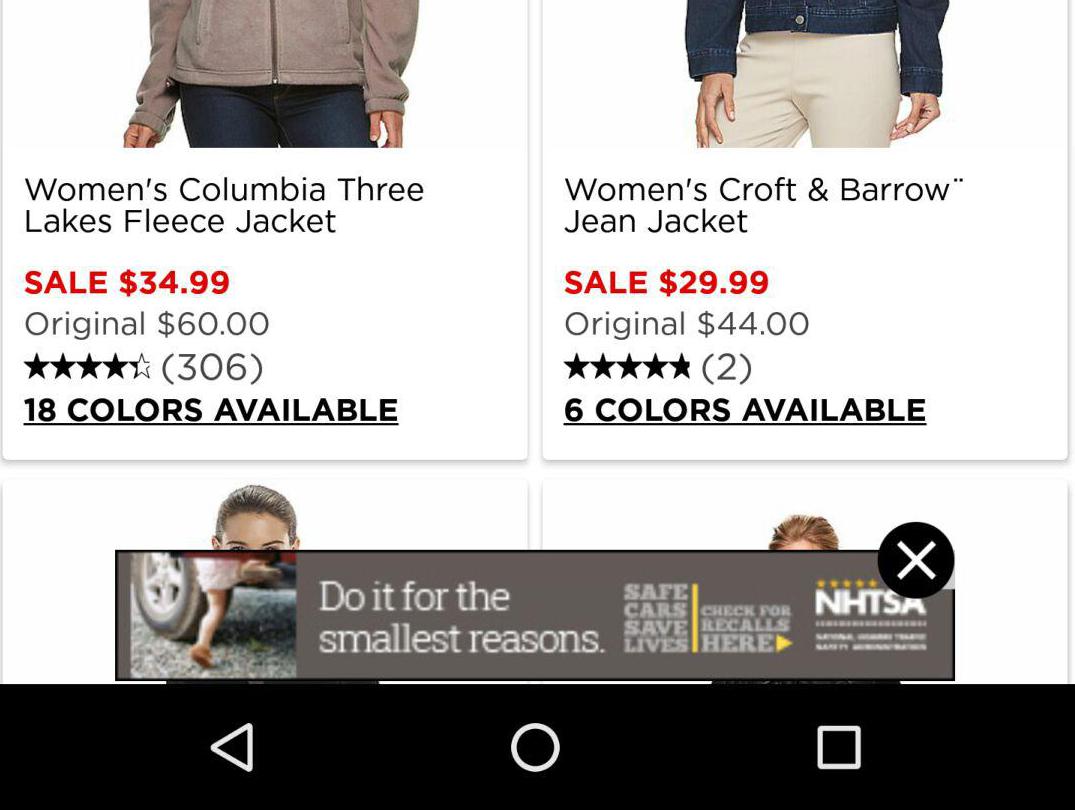 Women's Columbia Three
Lakes Fleece Jacket
SALE $34.99
Original $60.00
(306)
18 COLORS AVAILABLE
Women's Croft & Barrow¨
Jean Jacket
SALE $29.99
Original $44.00
(2)
6 COLORS AVAILABLE
Do it for the
smallest reasons.
SAFE
CARS
SAVE
LIVES
CHECK FOR
RECALLS
HERE
NHTSA